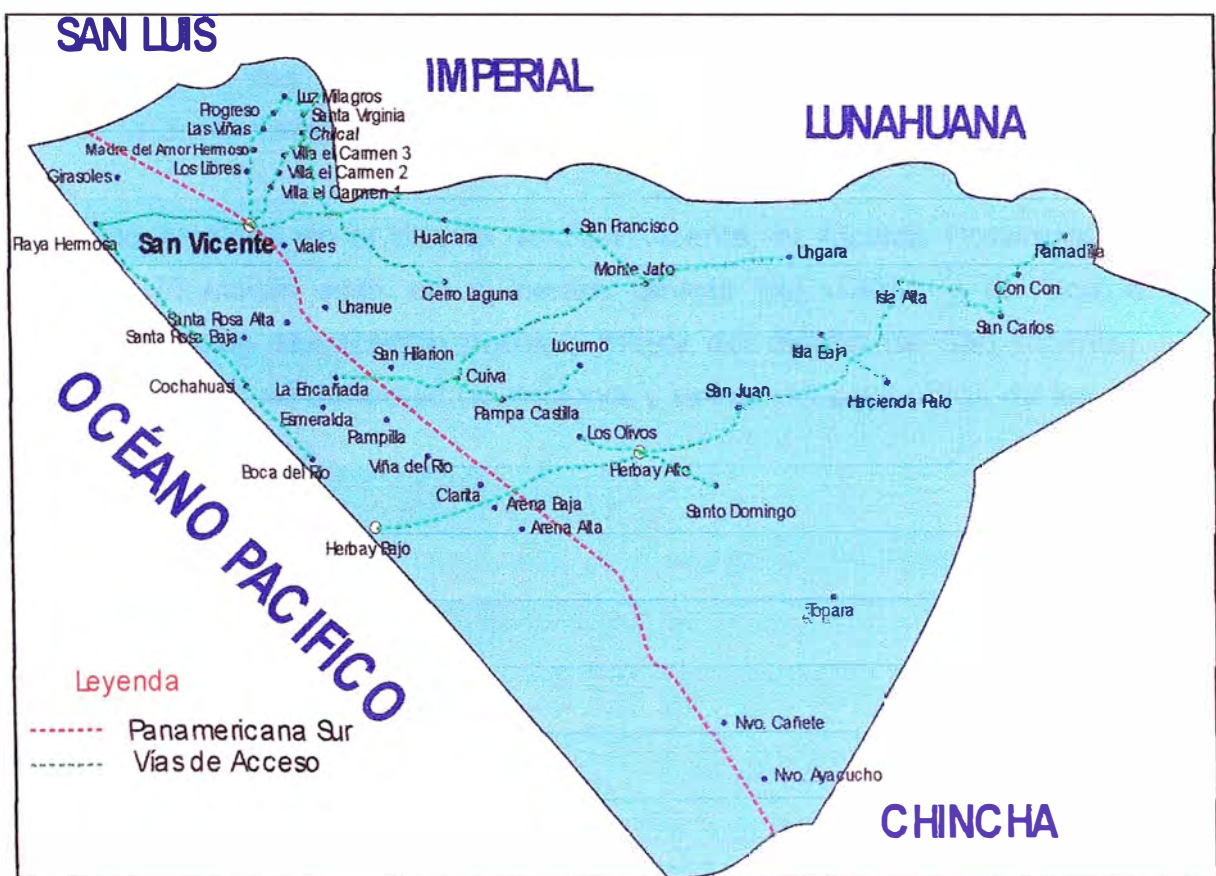 SAN LUIS
IMPERIAL
LUNAHUANA
Luz Milagros
Progreso
Santa Virginia
Las Viñas
Chilcal
Madre del Amor Hermoso
Villa el Carmen 3
Girasoles
Los Libres
Villa el Carmen 2
Villa el Carmen 1
Playa Hermosa
San Vicente
Viales
Hualcara
San Francisco
Ungara
Ramadilla
Monte Jato
Cerro Laguna
Con Con
Isla Alta
Unanue
Santa Rosa Alta
San Carlos
Santa Rosa Baja
San Hilarion
Lucumo
Isla Baja
Cochahuasi
La Encañada
Cuiva
San Juan
Hacienda Palo
Esmeralda
Pampa Castilla
Pampilla
Los Olivos
Boca del Rio
Viña del Rio
Herbay Alto
Clarita
Santo Domingo
Arena Baja
Arena Alta
Herbay Bajo
OCÉANO PACIFICO
Topara
Leyenda
Panamericana Sur
Vías de Acceso
Nvo. Cañete
Nvo. Ayacucho
CHINCHA